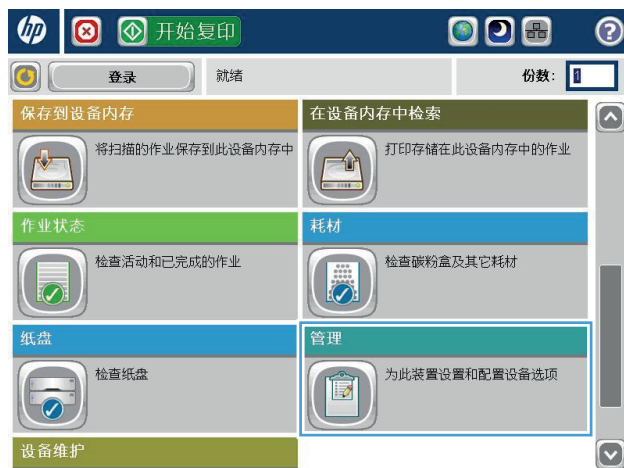 hp
开始复印
?
登录
就绪
份数: 1
保存到设备内存
将扫描的作业保存到此设备内存中
在设备内存中检索
打印存储在此设备内存中的作业
作业状态
检查活动和已完成的作业
耗材
检查碳粉盒及其它耗材
纸盘
检查纸盘
管理
为此装置设置和配置设备选项
设备维护